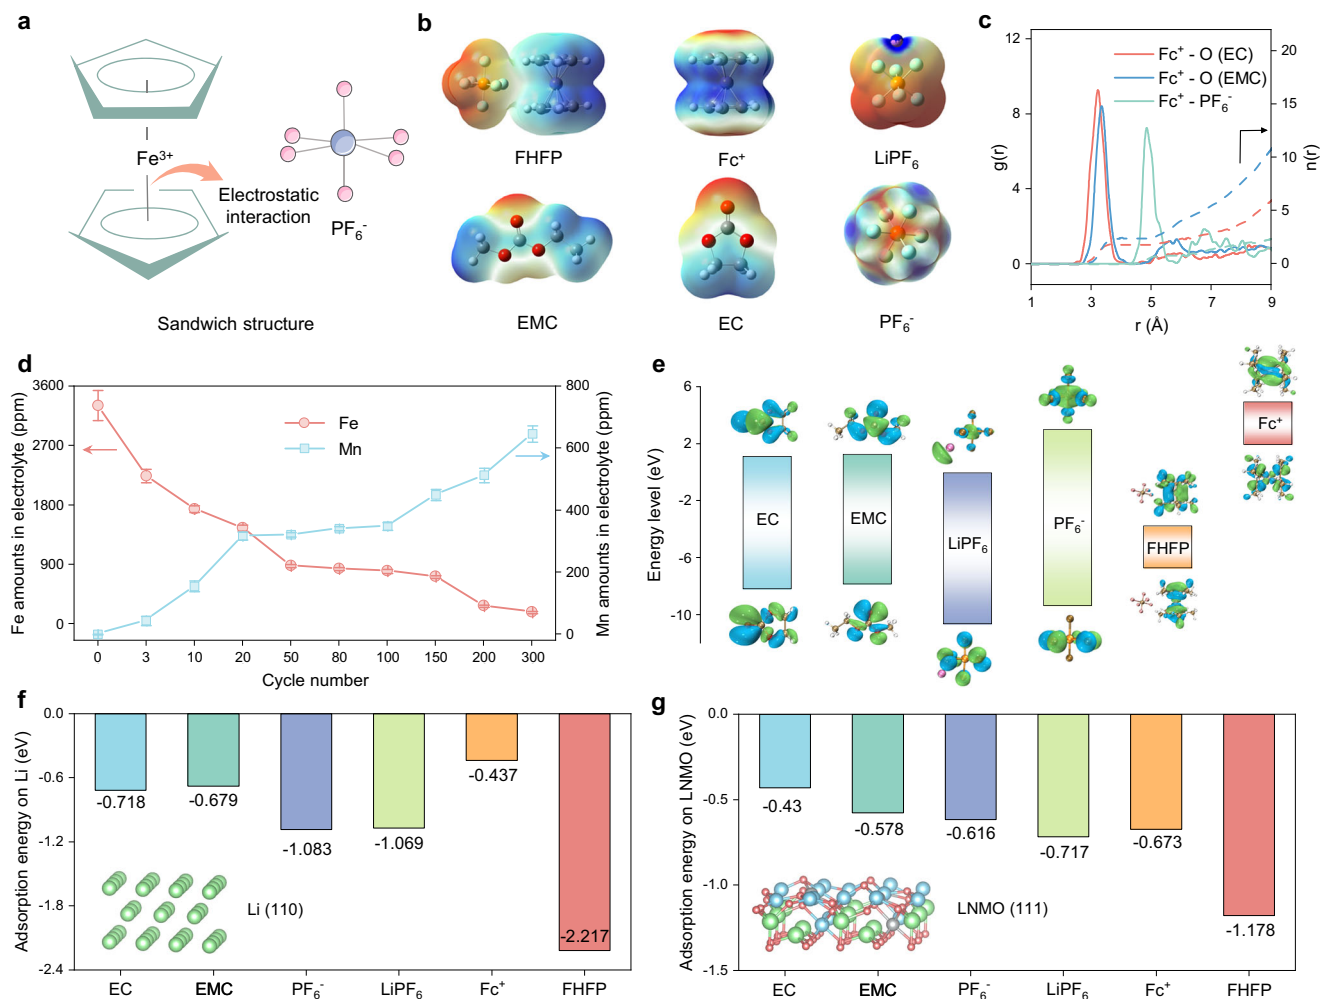 a
Fe³⁺
Electrostatic
interaction
PF₆⁻
Sandwich structure
b
FHFP
Fc⁺
LiPF₆
EMC
EC
PF₆⁻
c
12
8
4
0
g(r)
20
15
10
5
0
n(r)
Fc⁺ - O (EC)
Fc⁺ - O (EMC)
Fc⁺ - PF₆⁻
1 3 5 7 9
r (Å)
d
Fe amounts in electrolyte (ppm)
3600
2700
1800
900
0
Fe
Mn
800
600
400
200
0
Mn amounts in electrolyte (ppm)
0 3 10 20 50 80 100 150 200 300
Cycle number
e
Energy level (eV)
6
2
-2
-6
-10
EC
EMC
LiPF₆
PF₆⁻
FHFP
Fc⁺
f
Adsorption energy on Li (eV)
0.0
-0.6
-1.2
-1.8
-2.4
-0.718
-0.679
-1.083
-1.069
-0.437
-2.217
Li (110)
EC EMC PF₆⁻ LiPF₆ Fc⁺ FHFP
g
Adsorption energy on LNMO (eV)
0.0
-0.5
-1.0
-1.5
-0.43
-0.578
-0.616
-0.717
-0.673
-1.178
LNMO (111)
EC EMC PF₆⁻ LiPF₆ Fc⁺ FHFP